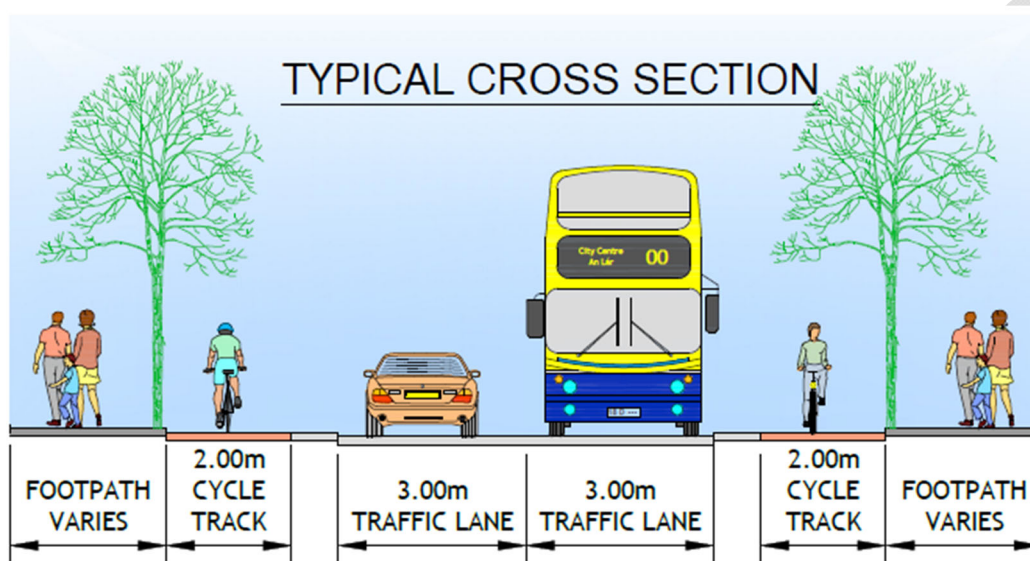 TYPICAL CROSS SECTION
City Centre
An Lár
00
FOOTPATH
VARIES
2.00m
CYCLE
TRACK
3.00m
TRAFFIC LANE
3.00m
TRAFFIC LANE
2.00m
CYCLE
TRACK
FOOTPATH
VARIES